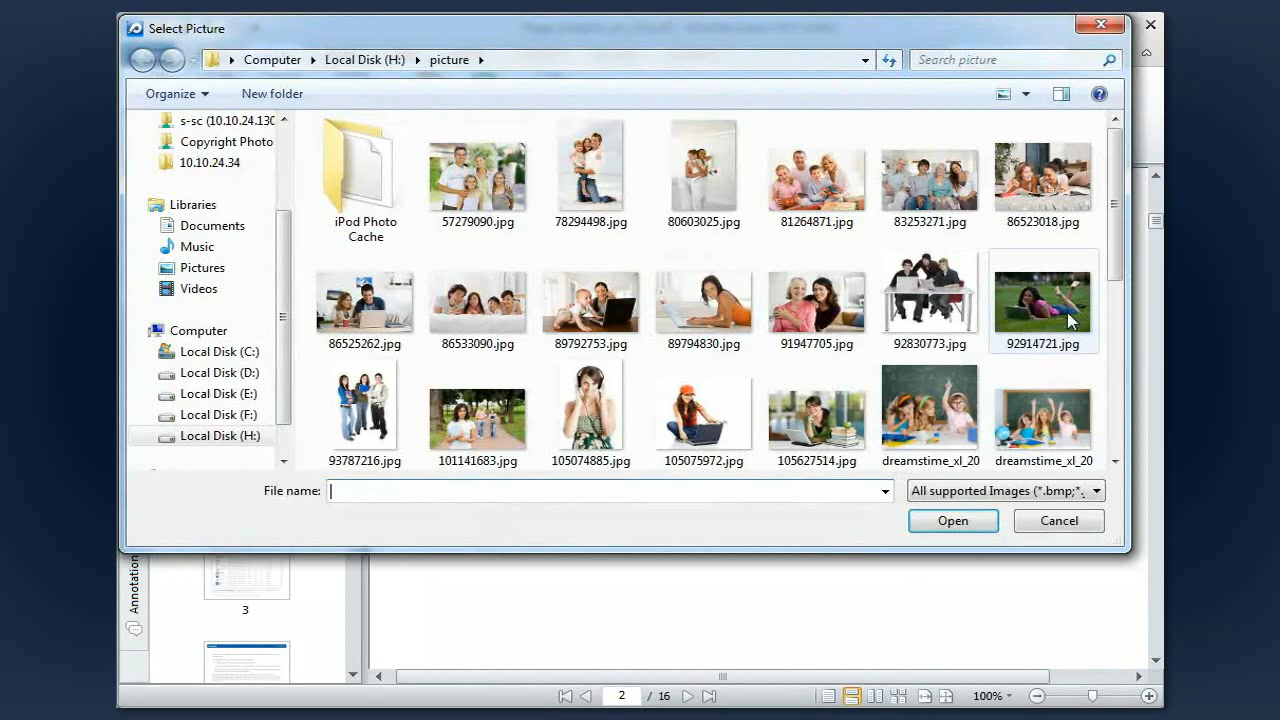 Select Picture
Computer Local Disk (H:) picture
Search picture
Organize New folder
s-sc (10.10.24.130
Copyright Photo
10.10.24.34
Libraries
Documents
Music
Pictures
Videos
Computer
Local Disk (C:)
Local Disk (D:)
Local Disk (E:)
Local Disk (F:)
Local Disk (H:)
iPod Photo
Cache
57279090.jpg
78294498.jpg
80603025.jpg
81264871.jpg
83253271.jpg
86523018.jpg
86525262.jpg
86533090.jpg
89792753.jpg
89794830.jpg
91947705.jpg
92830773.jpg
92914721.jpg
93787216.jpg
101141683.jpg
105074885.jpg
105075972.jpg
105627514.jpg
dreamstime_xl_20
dreamstime_xl_20
File name:
All supported Images (*.bmp;*.
Open Cancel
Annotation
3
2 / 16
100%